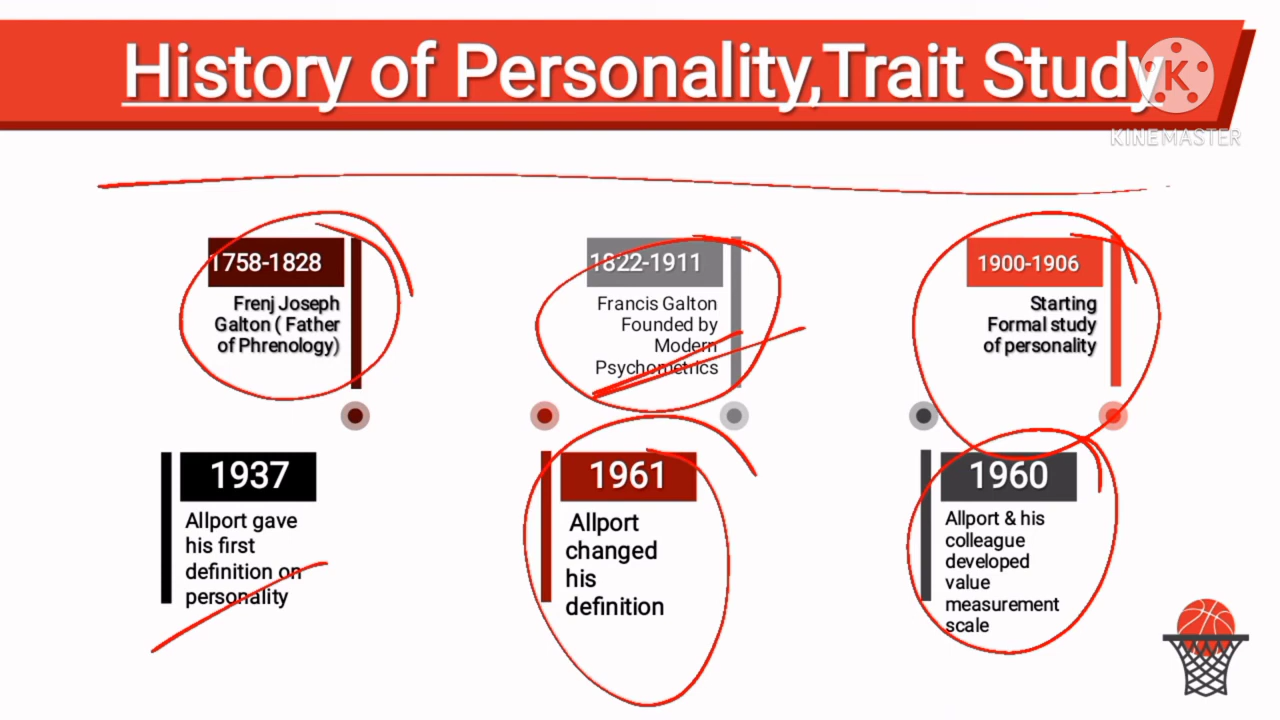 History of Personality,Trait Study
K
KINEMASTER
1758-1828
Frenj Joseph
Galton ( Father
of Phrenology)
1822-1911
Francis Galton
Founded by
Modern
Psychometrics
1900-1906
Starting
Formal study
of personality
1937
Allport gave
his first
definition on
personality
1961
Allport
changed
his
definition
1960
Allport & his
colleague
developed
value
measurement
scale